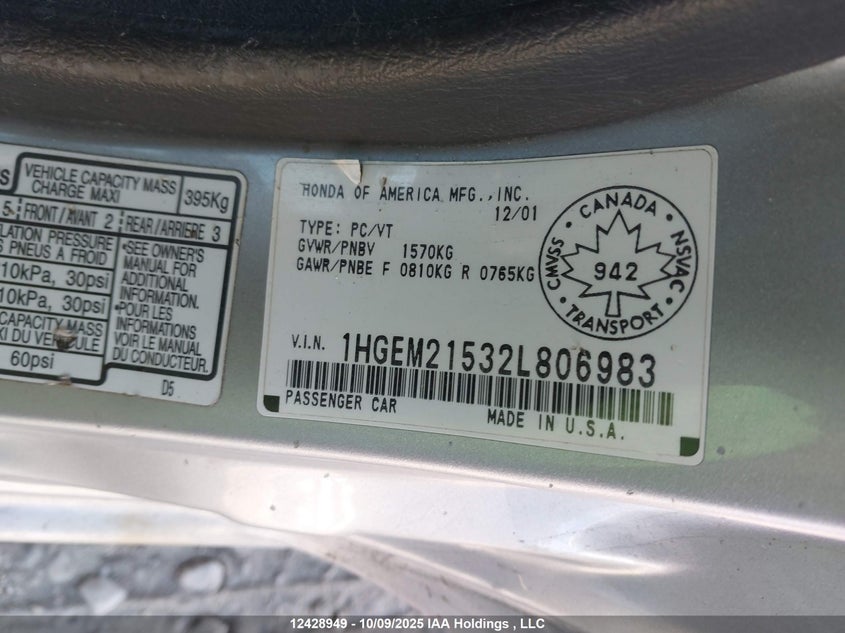 S
VEHICLE CAPACITY MASS
CHARGE MAXI
395Kg
5 FRONT/AVANT 2 REAR/ARRIERE 3
LATION PRESSURE
S PNEUS A FROID
10kPa, 30psi
10kPa, 30psi
CAPACITY MASS
XI DU VEHICULE:
60psi
•SEE OWNER'S
MANUAL FOR
ADDITIONAL
INFORMATION.
•POUR LES
INFORMATIONS
VOIR LE MANUEL
DU CONDUCTEUR.
D5
HONDA OF AMERICA MFG.,INC.
12/01
TYPE: PC/VT
GVWR/PNBV 1570KG
GAWR/PNBE F 0810KG R 0765KG
CANADA
CMVSS
NSVAC
942
TRANSPORT
V.I.N. 1HGEM21532L806983
PASSENGER CAR
MADE IN U.S.A.
12428949 - 10/09/2025 IAA Holdings , LLC